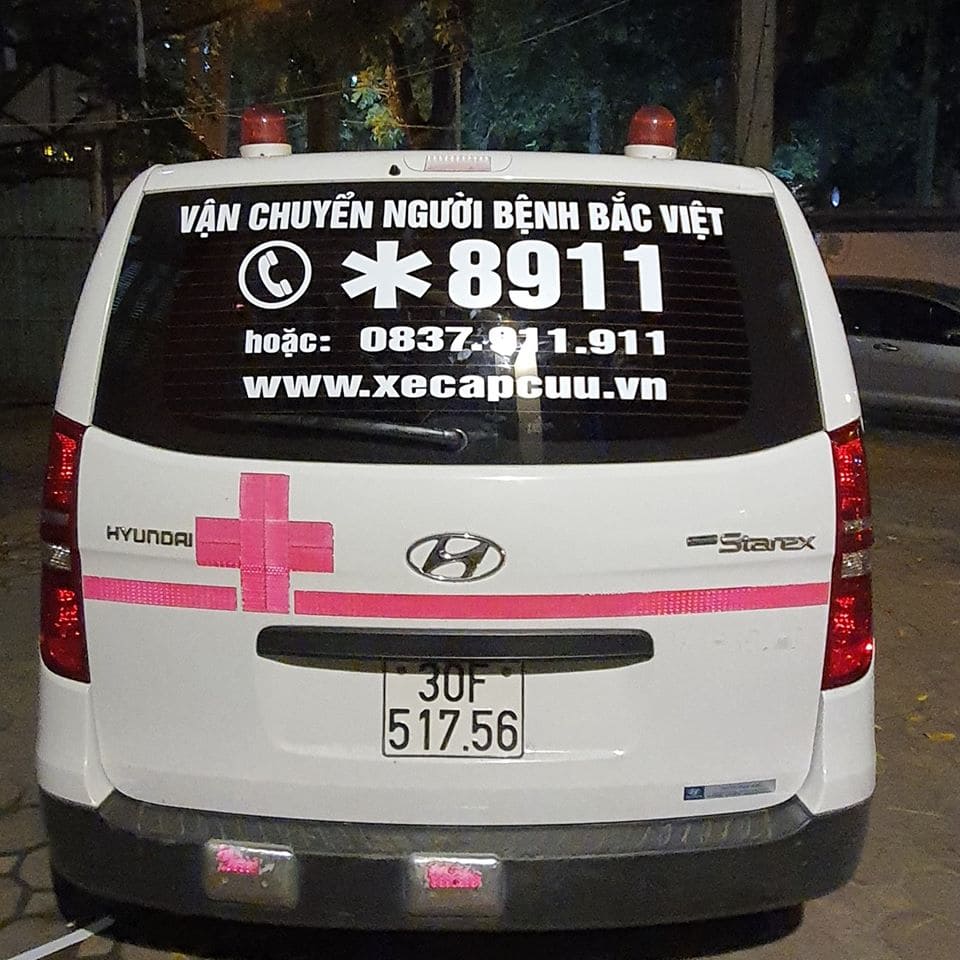 VẬN CHUYỂN NGƯỜI BỆNH BẮC VIỆT
*8911
hoặc: 0837.911.911
www.xecapcuu.vn
HYUNDAI
Starex
30F
517.56